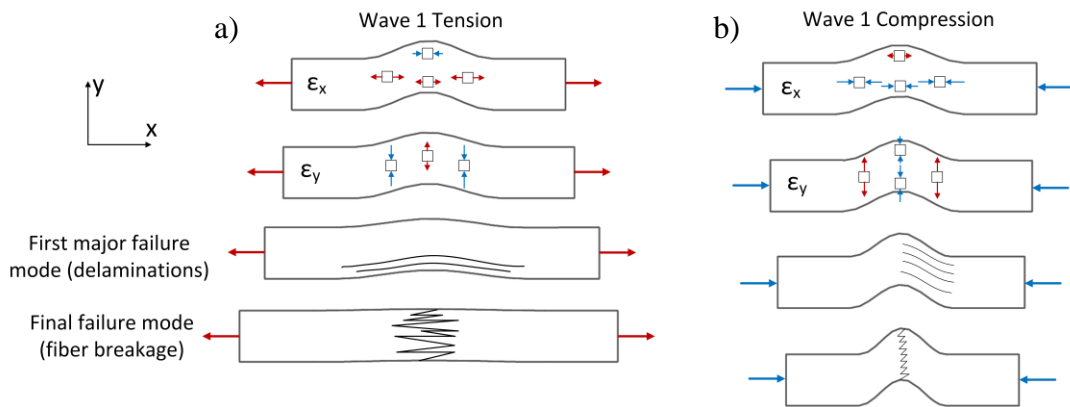 a)
Wave 1 Tension
b)
Wave 1 Compression
y
x
εx
εx
εy
εy
First major failure
mode (delaminations)
Final failure mode
(fiber breakage)